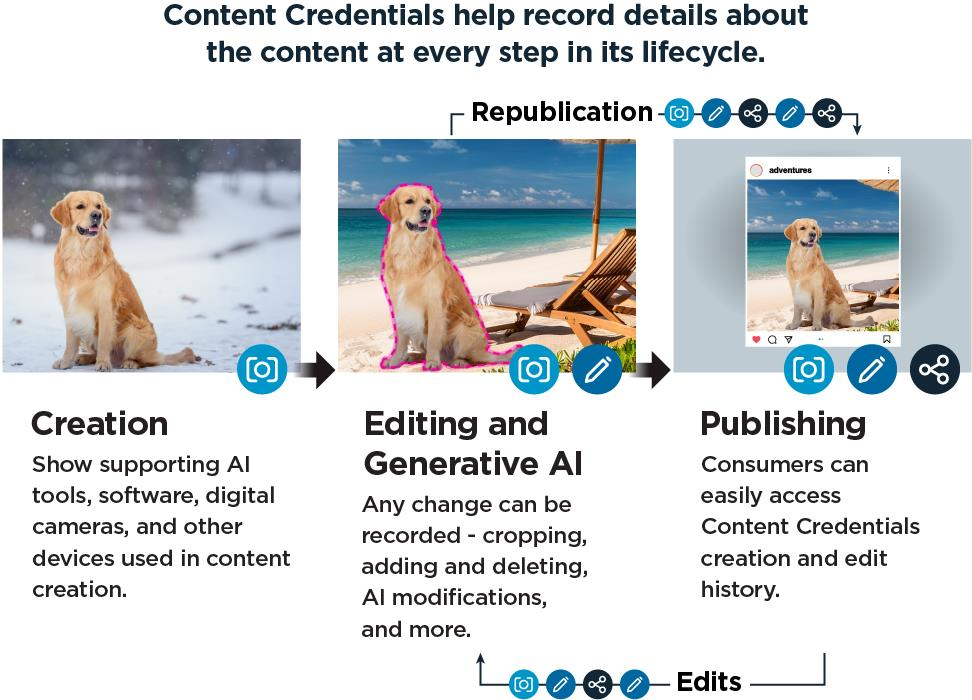 Content Credentials help record details about
the content at every step in its lifecycle.
Republication
adventures
Creation
Show supporting AI
tools, software, digital
cameras, and other
devices used in content
creation.
Editing and
Generative AI
Any change can be
recorded - cropping,
adding and deleting,
AI modifications,
and more.
Publishing
Consumers can
easily access
Content Credentials
creation and edit
history.
Edits